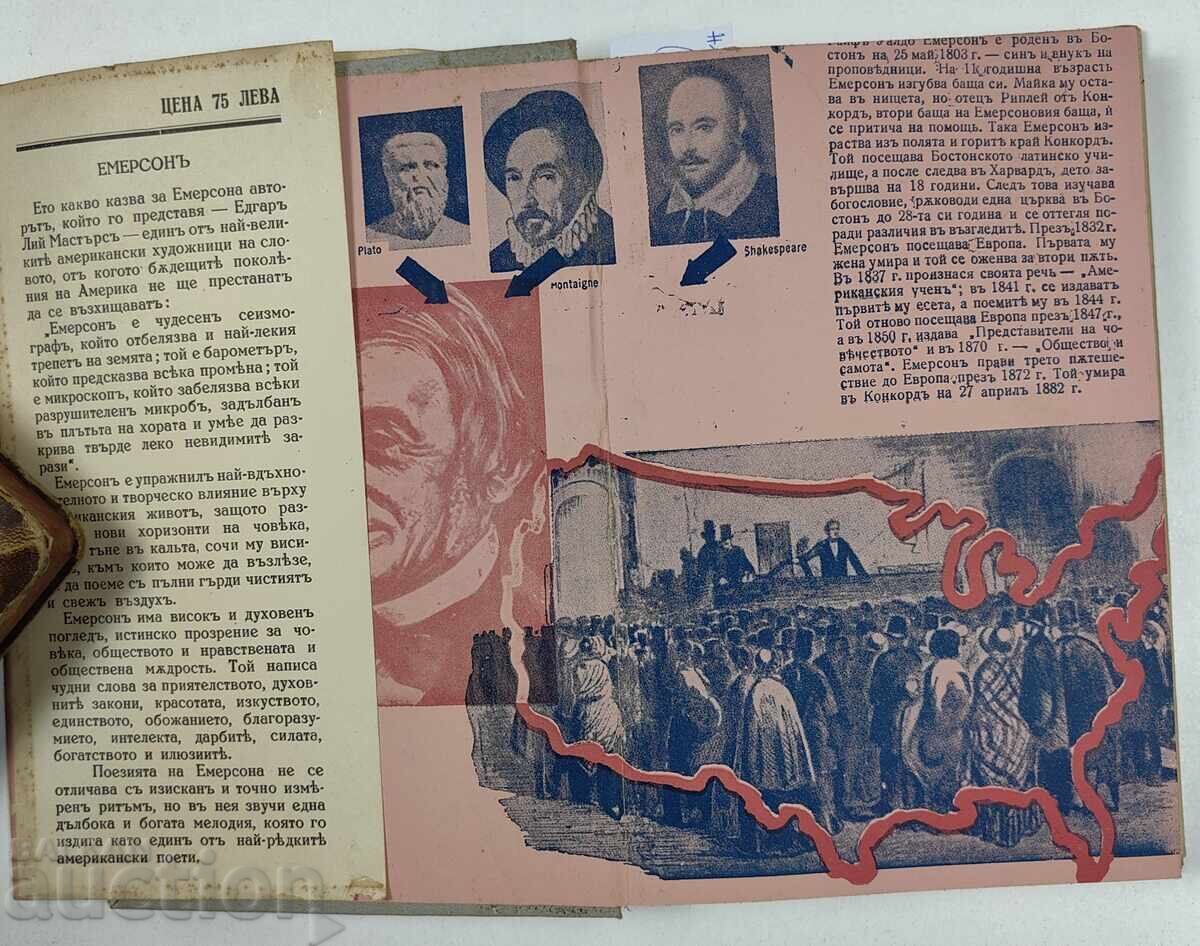 ЦЕНА 75 ЛЕВА
ЕМЕРСОНЪ
Ето какво казва за Емерсона авто-
рътъ, който го представя — Едгаръ
Лий Мастърсъ — единъ отъ най-вели-
китѣ американски художници на сло-
вото, отъ когото бѫдещитѣ поколѣ-
ния на Америка не ще престанатъ
да се възхищаватъ:
„Емерсонъ е чудесенъ сеизмо-
графъ, който отбелязва и най-лекия
трепетъ на земята; той е барометъръ,
който предсказва всѣка промѣна; той
е микроскопъ, който забелязва всѣки
разрушителенъ микробъ, задълбанъ
въ плътьта на хората и умѣе да раз-
крива твърде леко невидимитѣ за-
рази“.
Емерсонъ е упражнилъ най-вдъхно-
телното и творческо влияние върху
риканския животъ, защото раз-
нови хоризонти на човѣка,
тъне въ кальта, сочи му виси-
къмъ които може да възлѣзе,
да поеме съ пълни гърди чистиятъ
и свежъ въздухъ.
Емерсонъ има високъ и духовенъ
погледъ, истинско прозрение за чо-
вѣка, обществото и нравствената и
обществена мѫдрость. Той написа
чудни слова за приятелството, духов-
нитѣ закони, красотата, изкуството,
единството, обожанието, благоразу-
мието, интелекта, дарбитѣ, силата,
богатството и илюзиитѣ.
Поезията на Емерсона не се
отличава съ изисканъ и точно измѣ-
ренъ ритъмъ, но въ нея звучи една
дълбока и богата мелодия, която го
издига като единъ отъ най-рѣдкитѣ
американски поети.
Plato
Montaigne
Shakespeare
Ралфъ Уалдо Емерсонъ е роденъ въ Бо-
стонъ на 25 май 1803 г. — синъ и внукъ на
проповѣдници. На 11 годишна възрасть
Емерсонъ изгубва баща си. Майка му оста
ва въ нищета, но отецъ Риплей отъ Кон-
кордъ, втори баща на Емерсоновия баща, ѝ
се притича на помощь. Така Емерсонъ из-
раства изъ полята и горитѣ край Конкордъ.
Той посещава Бостонското латинско учи-
лище, а после следва въ Харвардъ, дето за-
вършва на 18 години. Следъ това изучава
богословие, ржководи една църква въ Бо-
стонъ до 28-та си година и се оттегля по-
ради различия въ възгледитѣ. Презъ 1832 г.
Емерсонъ посещава Европа. Първата му
жена умира и той се оженва за втори пѫть.
Въ 1837 г. произнася своята речь — „Аме-
риканския ученъ“; въ 1841 г. се издаватъ
първитѣ му есета, а поемитѣ му въ 1844 г.
Той отново посещава Европа презъ 1847 г.,
а въ 1850 г. издава „Представители на чо-
вѣчеството“ и въ 1870 г. — „Общество и
самота“. Емерсонъ прави трето пѫтеше-
ствие до Европа презъ 1872 г. Той умира
въ Конкордъ на 27 априлъ 1882 г.
auction